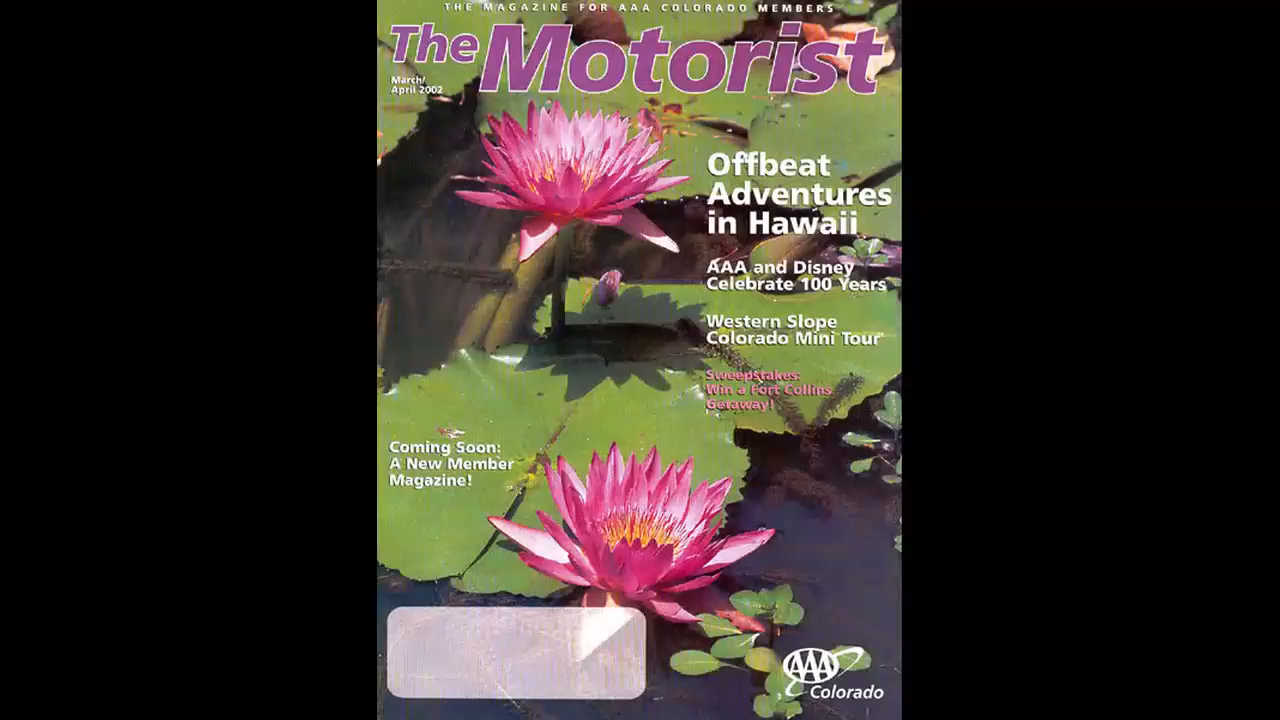 THE MAGAZINE FOR AAA COLORADO MEMBERS
The Motorist
March/
April 2002
Offbeat
Adventures
in Hawaii
AAA and Disney
Celebrate 100 Years
Western Slope
Colorado Mini Tour
Sweepstakes:
Win a Fort Collins
Getaway!
Coming Soon:
A New Member
Magazine!
AAA
Colorado